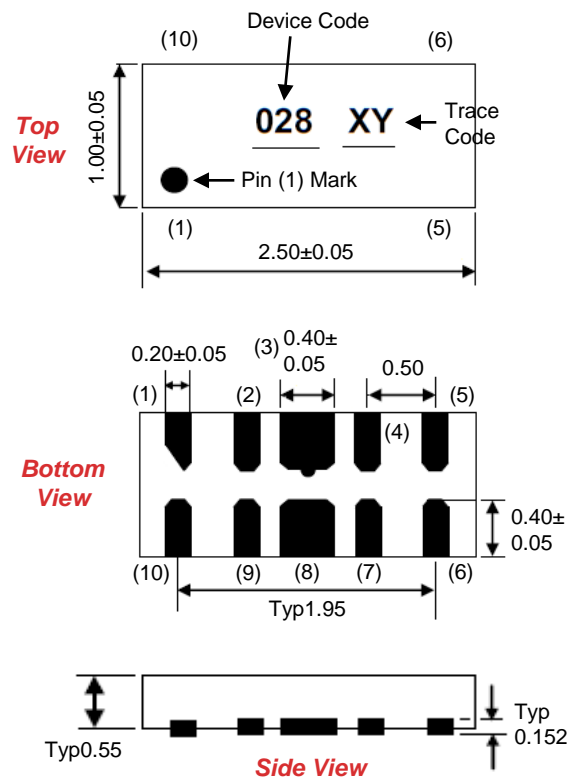 Device Code
(10)
(6)
Top
View
1.00±0.05
028 XY
Trace
Code
Pin (1) Mark
(1)
(5)
2.50±0.05
0.20±0.05
(3)
0.40±
0.05
0.50
(1)
(2)
(4)
(5)
Bottom
View
0.40±
0.05
(10)
(9)
(8)
(7)
(6)
Typ1.95
Typ0.55
Typ
0.152
Side View